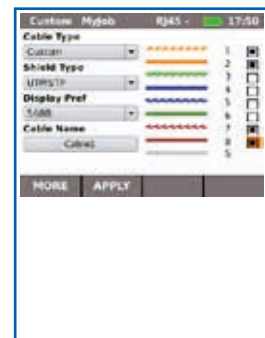 Custom MyJob RJ45 - 17:50
Cable Type
Custom
Shield Type
UTP/STP
Display Pref
568B
Cable Name
Cable1
1
2
3
4
5
6
7
8
S
MORE APPLY